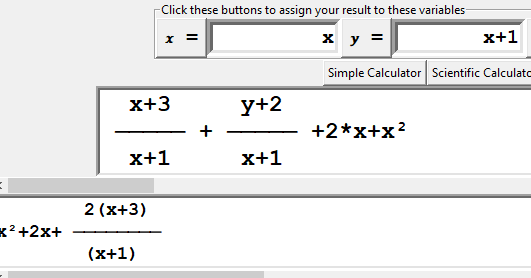 Click these buttons to assign your result to these variables
x = x y = x+1
Simple Calculator Scientific Calculato
x+3 y+2
+ +2*x+x²
x+1 x+1
2(x+3)
x²+2x+
(x+1)